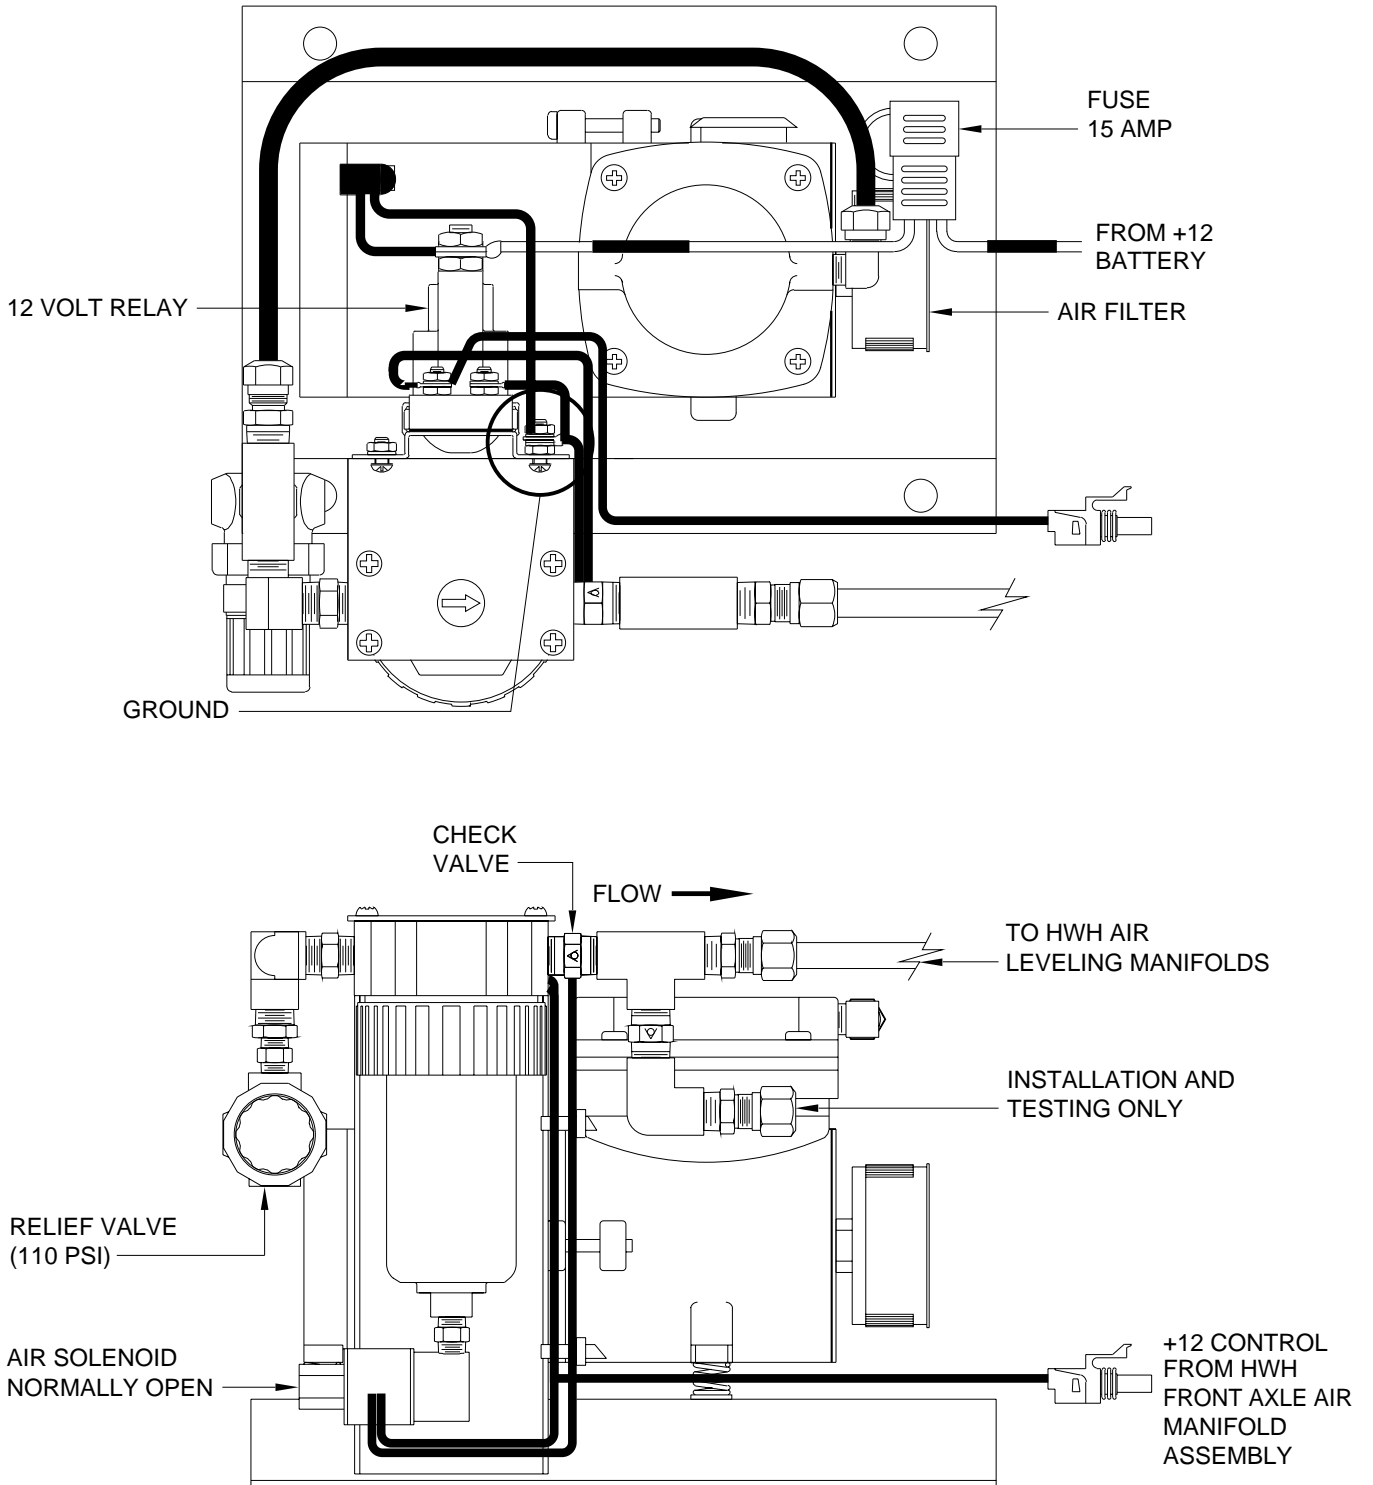 FUSE
15 AMP
FROM +12
BATTERY
12 VOLT RELAY
AIR FILTER
GROUND
CHECK
VALVE
FLOW
TO HWH AIR
LEVELING MANIFOLDS
INSTALLATION AND
TESTING ONLY
RELIEF VALVE
(110 PSI)
AIR SOLENOID
NORMALLY OPEN
+12 CONTROL
FROM HWH
FRONT AXLE AIR
MANIFOLD
ASSEMBLY